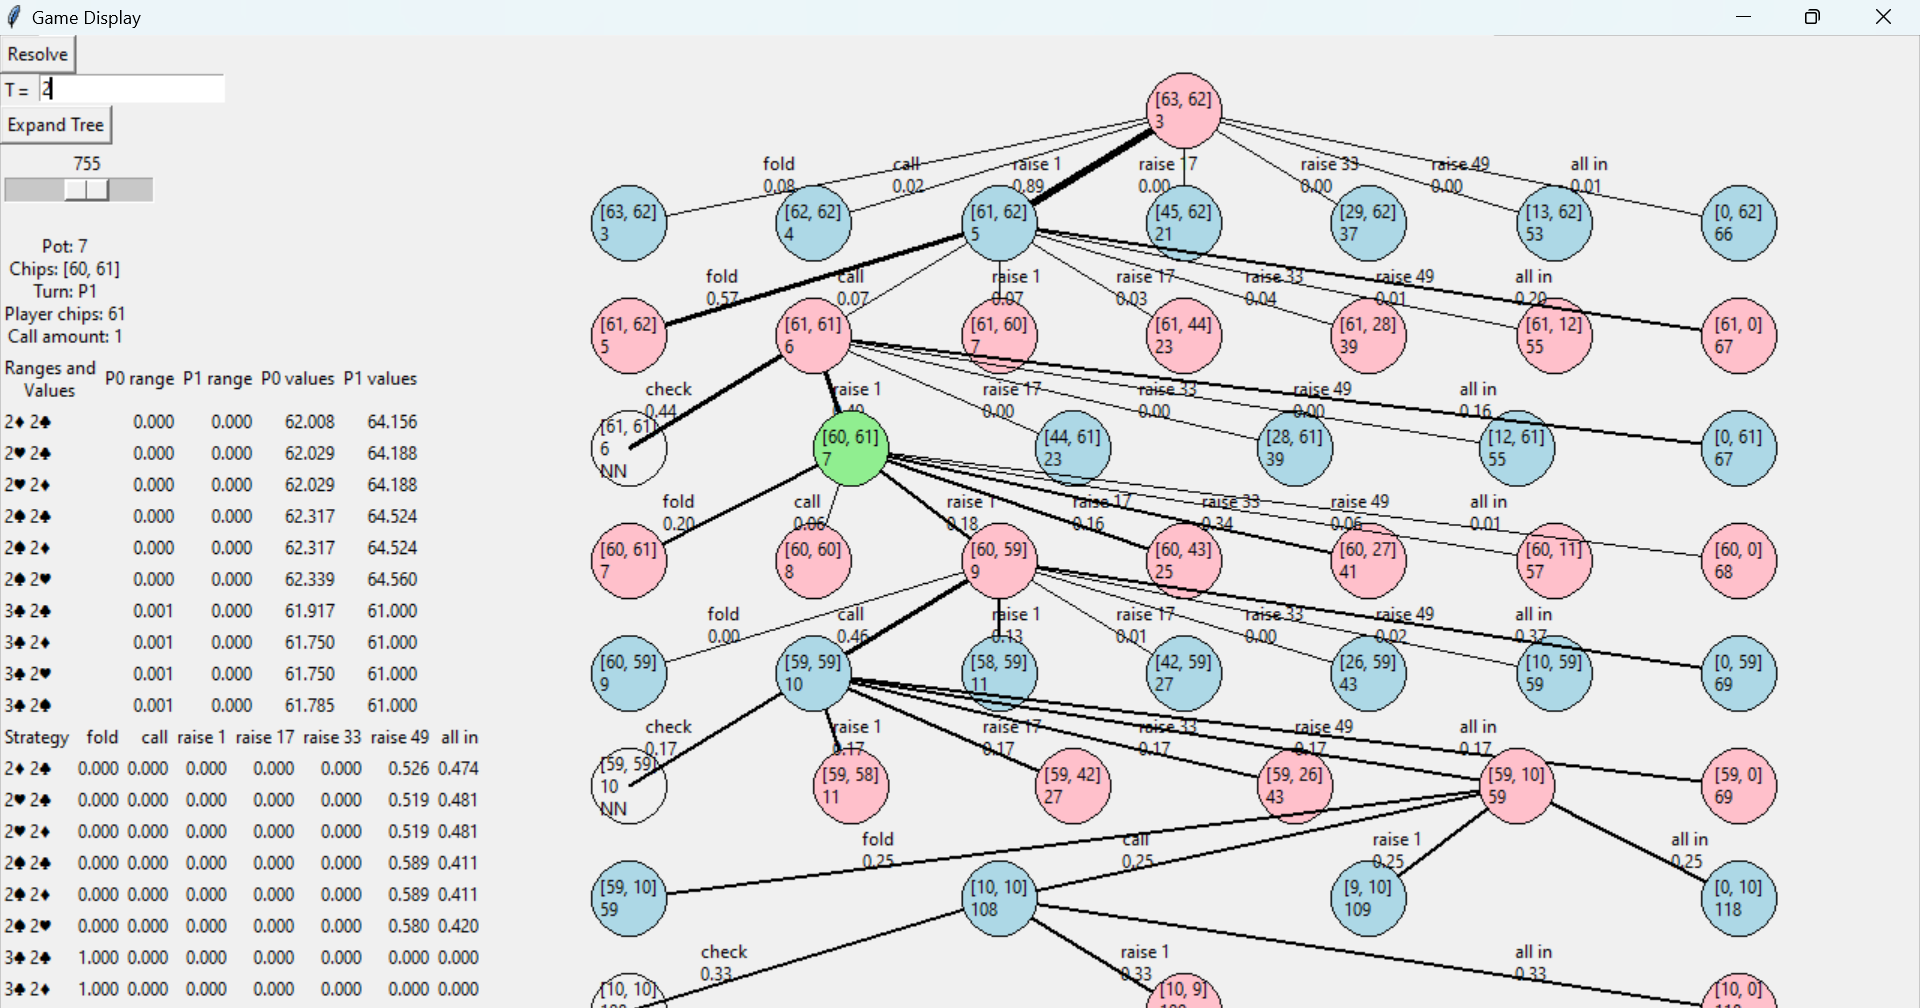 Game Display
Resolve
T = 2
Expand Tree
755
Pot: 7
Chips: [60, 61]
Turn: P1
Player chips: 61
Call amount: 1
Ranges and Values P0 range P1 range P0 values P1 values
2♦ 2♣ 0.000 0.000 62.008 64.156
2♥ 2♣ 0.000 0.000 62.029 64.188
2♥ 2♦ 0.000 0.000 62.029 64.188
2♠ 2♣ 0.000 0.000 62.317 64.524
2♠ 2♦ 0.000 0.000 62.317 64.524
2♠ 2♥ 0.000 0.000 62.339 64.560
3♣ 2♣ 0.001 0.000 61.917 61.000
3♣ 2♦ 0.001 0.000 61.750 61.000
3♣ 2♥ 0.001 0.000 61.750 61.000
3♣ 2♠ 0.001 0.000 61.785 61.000
Strategy fold call raise 1 raise 17 raise 33 raise 49 all in
2♦ 2♣ 0.000 0.000 0.000 0.000 0.000 0.526 0.474
2♥ 2♣ 0.000 0.000 0.000 0.000 0.000 0.519 0.481
2♥ 2♦ 0.000 0.000 0.000 0.000 0.000 0.519 0.481
2♠ 2♣ 0.000 0.000 0.000 0.000 0.000 0.589 0.411
2♠ 2♦ 0.000 0.000 0.000 0.000 0.000 0.589 0.411
2♠ 2♥ 0.000 0.000 0.000 0.000 0.000 0.580 0.420
3♣ 2♣ 1.000 0.000 0.000 0.000 0.000 0.000 0.000
3♣ 2♦ 1.000 0.000 0.000 0.000 0.000 0.000 0.000
[63, 62]
3
fold call raise 1 raise 17 raise 33 raise 49 all in
0.08 0.02 0.89 0.00 0.00 0.00 0.01
[63, 62] [62, 62] [61, 62] [45, 62] [29, 62] [13, 62] [0, 62]
3 4 5 21 37 53 66
fold call raise 1 raise 17 raise 33 raise 49 all in
0.57 0.07 0.07 0.03 0.04 0.01 0.20
[61, 62] [61, 61] [61, 60] [61, 44] [61, 28] [61, 12] [61, 0]
5 6 7 23 39 55 67
check raise 1 raise 17 raise 33 raise 49 all in
0.44 0.40 0.00 0.00 0.00 0.16
[61, 61] [60, 61] [44, 61] [28, 61] [12, 61] [0, 61]
6 7 23 39 55 67
NN
fold call raise 1 raise 17 raise 33 raise 49 all in
0.20 0.06 0.18 0.16 0.34 0.06 0.01
[60, 61] [60, 60] [60, 59] [60, 43] [60, 27] [60, 11] [60, 0]
7 8 9 25 41 57 68
fold call raise 1 raise 17 raise 33 raise 49 all in
0.00 0.46 0.13 0.01 0.00 0.02 0.37
[60, 59] [59, 59] [58, 59] [42, 59] [26, 59] [10, 59] [0, 59]
9 10 11 27 43 59 69
check raise 1 raise 17 raise 33 raise 49 all in
0.17 0.17 0.17 0.17 0.17 0.17
[59, 59] [59, 58] [59, 42] [59, 26] [59, 10] [59, 0]
10 11 27 43 59 69
NN
fold call raise 1 all in
0.25 0.25 0.25 0.25
[59, 10] [10, 10] [9, 10] [0, 10]
59 108 109 118
check raise 1 all in
0.33 0.33 0.33
[10, 10] [10, 9] [10, 0]